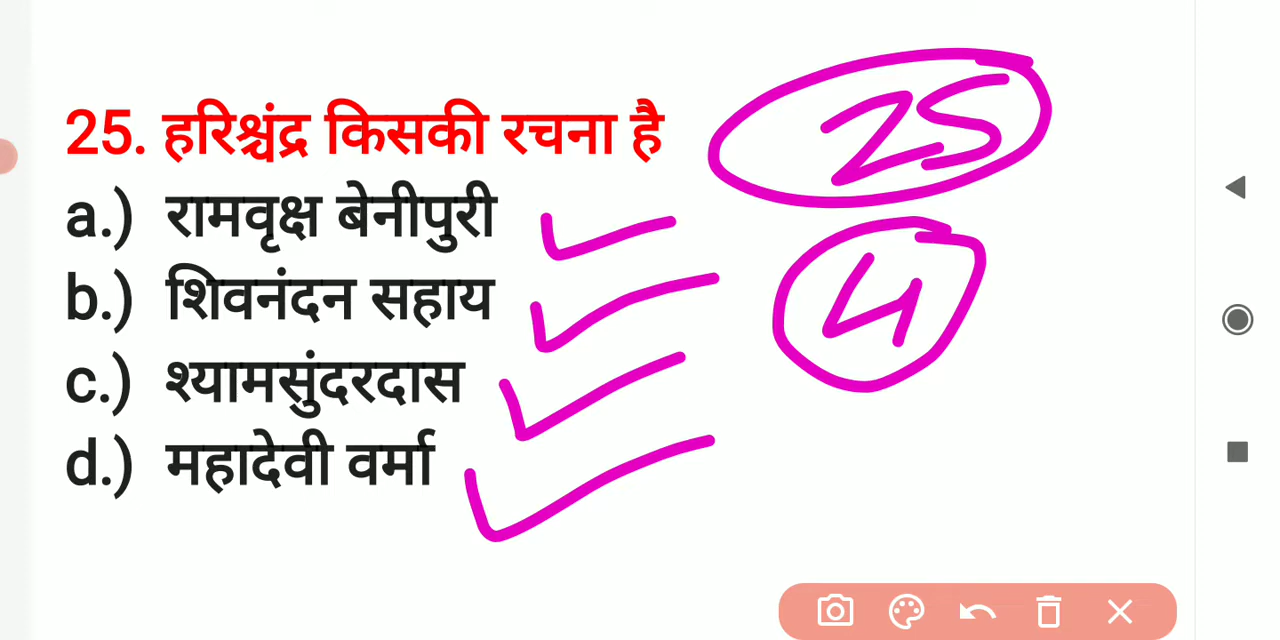 25. हरिश्चंद्र किसकी रचना है
25
a.) रामवृक्ष बेनीपुरी
b.) शिवनंदन सहाय
4
c.) श्यामसुंदरदास
d.) महादेवी वर्मा